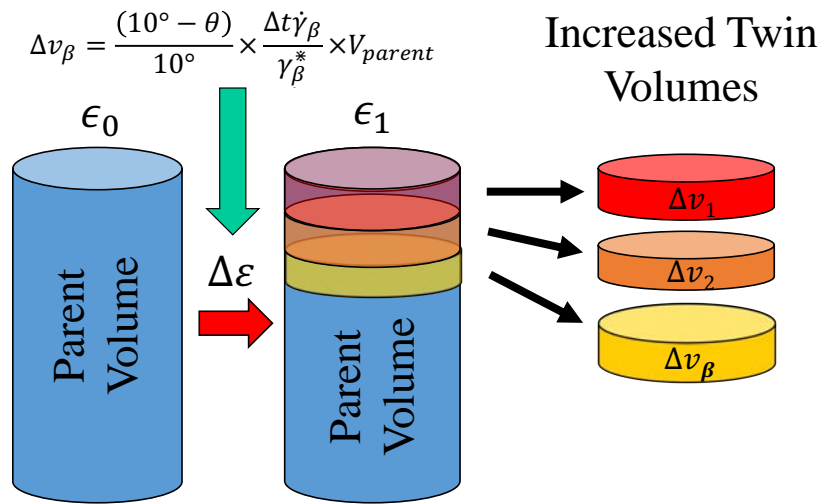 Δv_β = (10° − θ)/10° × Δtγ̇_β/γ_β^* × V_parent
Increased Twin
Volumes
ϵ_0
ϵ_1
Parent
Volume
Δε
Parent
Volume
Δv_1
Δv_2
Δv_β